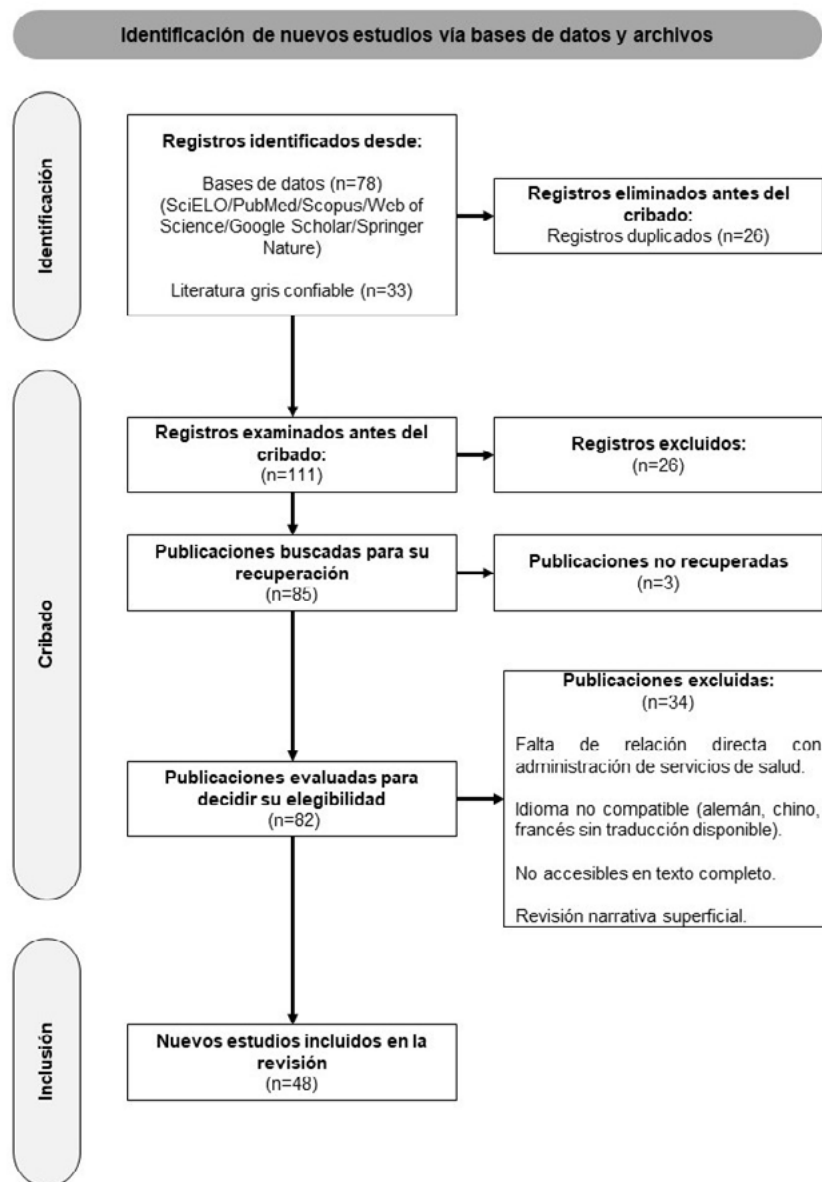 Identificación de nuevos estudios vía bases de datos y archivos
Identificación
Registros identificados desde:
Bases de datos (n=78)
(SciELO/PubMed/Scopus/Web of
Science/Google Scholar/Springer
Nature)
Literatura gris confiable (n=33)
Registros eliminados antes del
cribado:
Registros duplicados (n=26)
Cribado
Registros examinados antes del
cribado:
(n=111)
Registros excluidos:
(n=26)
Publicaciones buscadas para su
recuperación
(n=85)
Publicaciones no recuperadas
(n=3)
Publicaciones evaluadas para
decidir su elegibilidad
(n=82)
Publicaciones excluidas:
(n=34)
Falta de relación directa con
administración de servicios de salud.
Idioma no compatible (alemán, chino,
francés sin traducción disponible).
No accesibles en texto completo.
Revisión narrativa superficial.
Inclusión
Nuevos estudios incluidos en la
revisión
(n=48)